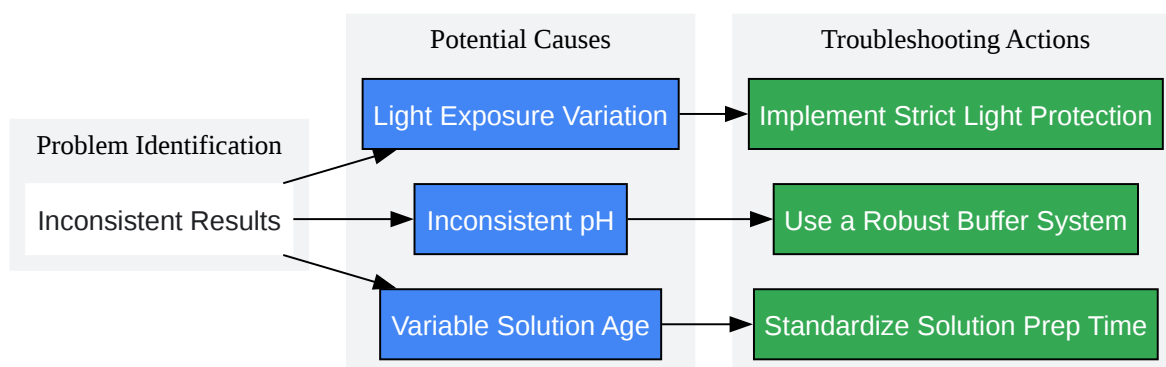 Problem Identification
Inconsistent Results
Potential Causes
Light Exposure Variation
Inconsistent pH
Variable Solution Age
Troubleshooting Actions
Implement Strict Light Protection
Use a Robust Buffer System
Standardize Solution Prep Time